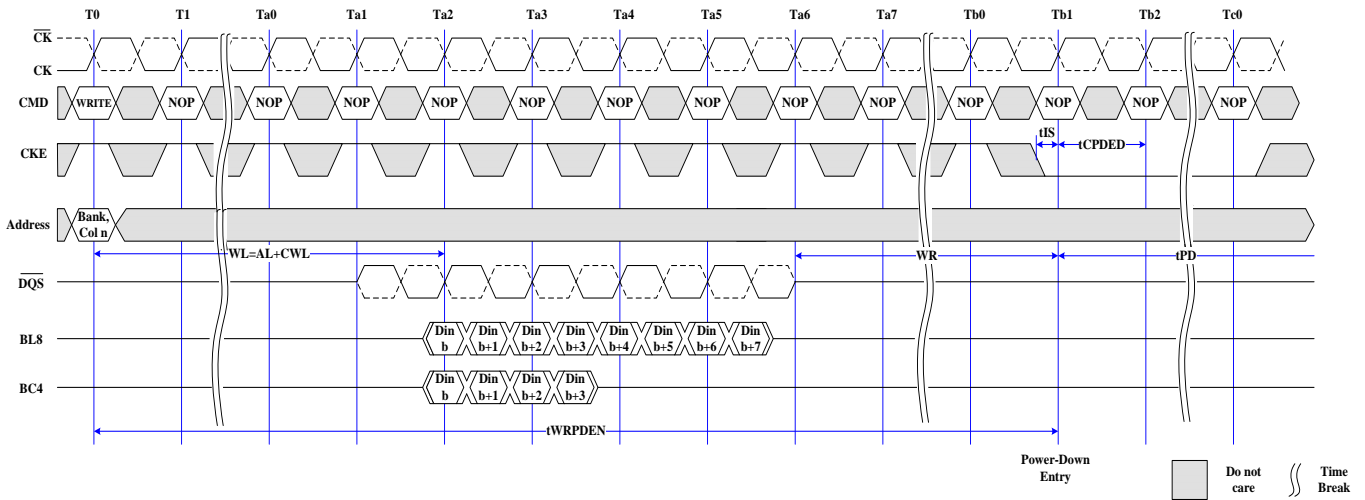 T0 T1 Ta0 Ta1 Ta2 Ta3 Ta4 Ta5 Ta6 Ta7 Tb0 Tb1 Tb2 Tc0
CK
CK
CMD WRITE NOP NOP NOP NOP NOP NOP NOP NOP NOP NOP NOP NOP NOP
tIS
CKE tCPDED
Address Bank, Col n
WL=AL+CWL WR tPD
DQS
BL8 Din b Din b+1 Din b+2 Din b+3 Din b+4 Din b+5 Din b+6 Din b+7
BC4 Din b Din b+1 Din b+2 Din b+3
tWRPDEN
Power-Down
Entry
Do not
care
Time
Break